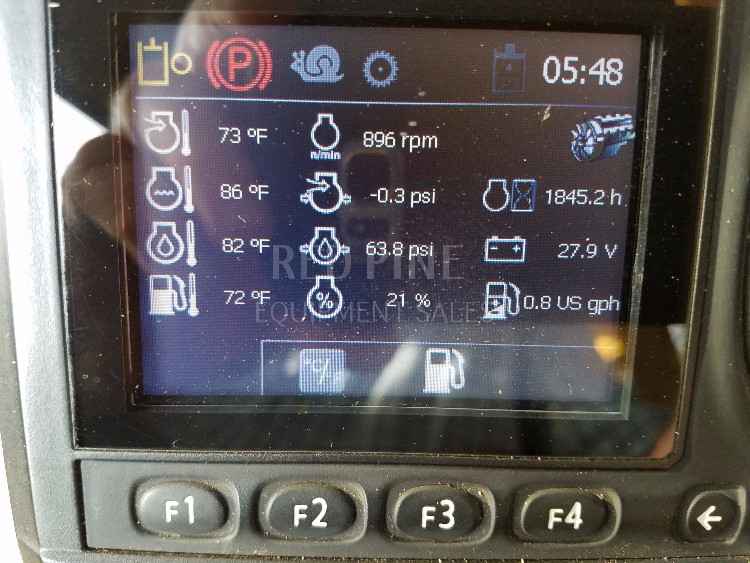 P 05:48
73 °F 896 rpm
n/min
86 °F -0.3 psi 1845.2 h
82 °F 63.8 psi 27.9 V
RED PINE
72 °F % 21 % 0.8 US gph
EQUIPMENT SALES
F1 F2 F3 F4